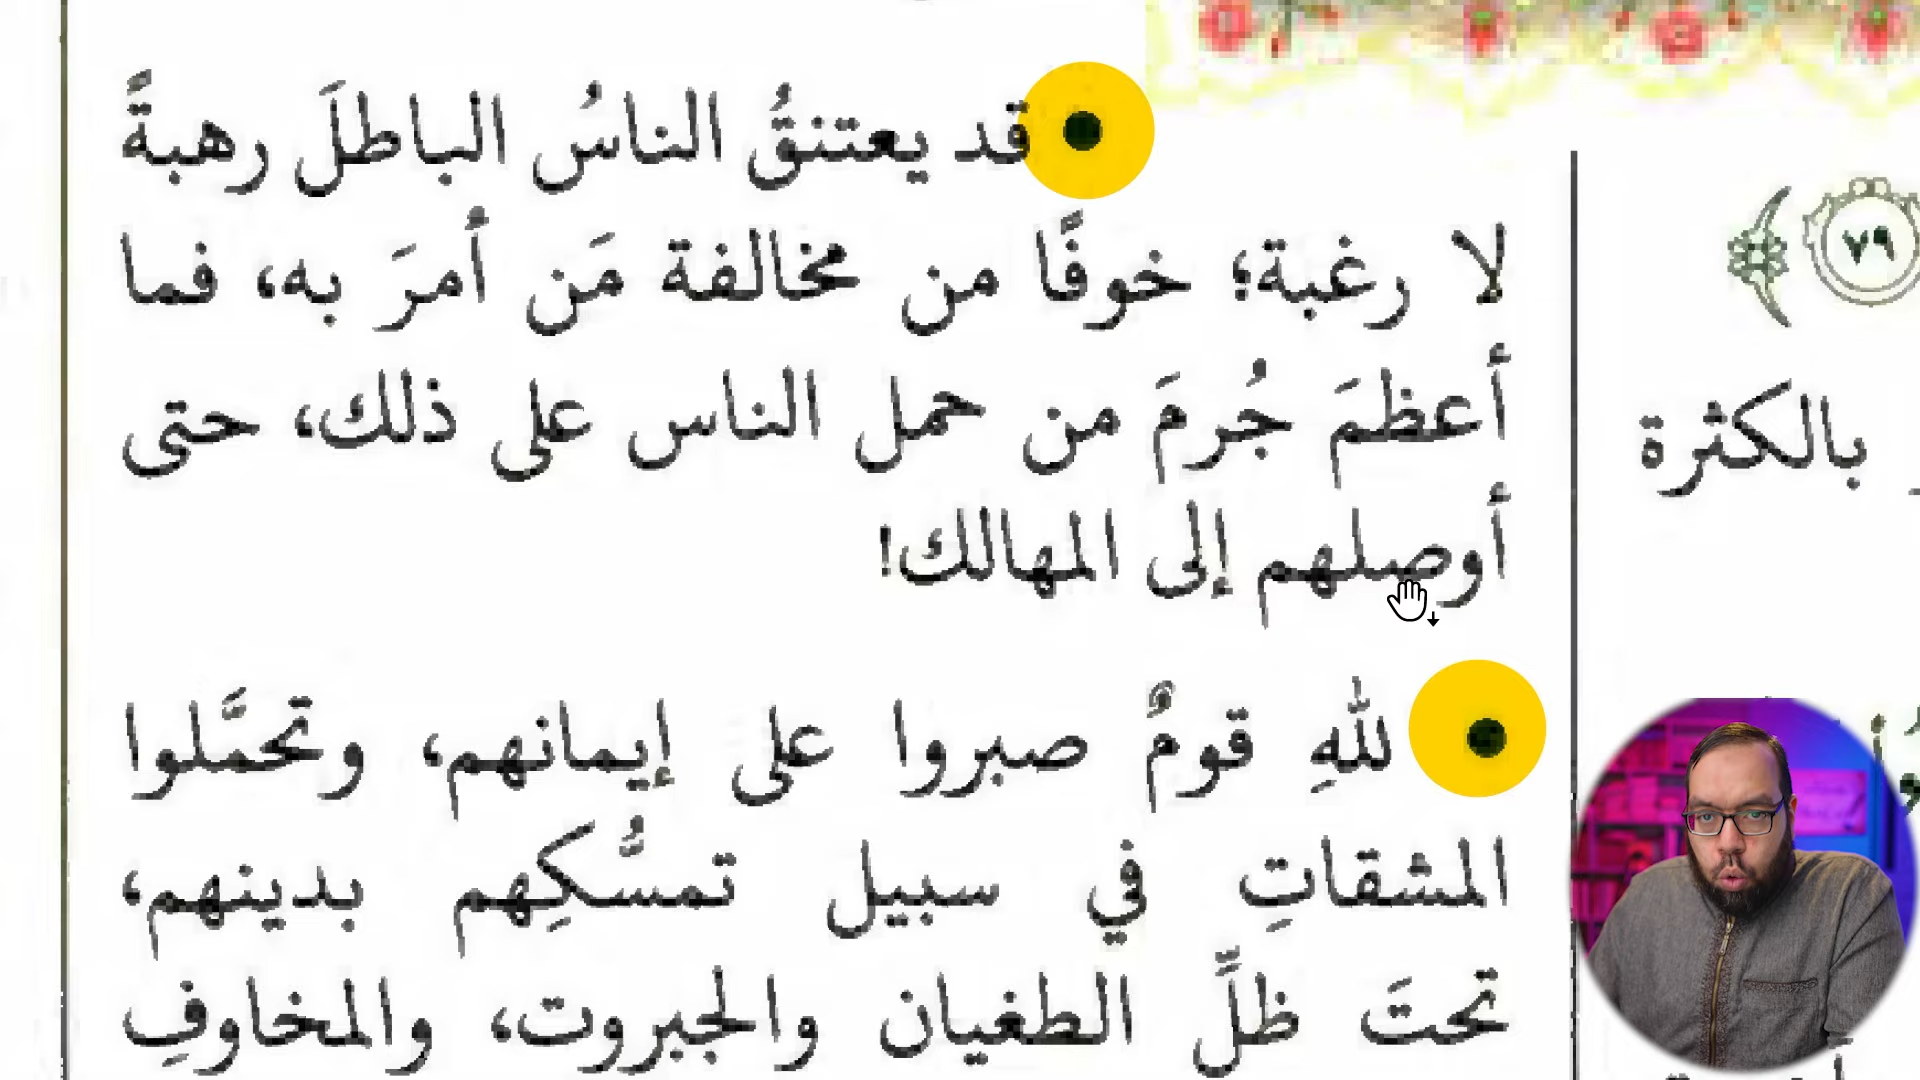 قد يعتنقُ الناسُ الباطلَ رهبةً
لا رغبة؛ خوفًا من مخالفة مَن أمرَ به، فما
أعظمَ جُرمَ من حمل الناس على ذلك، حتى
أوصلهم إلى المهالك!
للهِ قومٌ صبروا على إيمانهم، وتحمَّلوا
المشقاتِ في سبيل تمسُّكِهم بدينهم،
تحتَ ظلِّ الطغيان والجبروت، والمخاوفِ
٧٩
بالكثرة